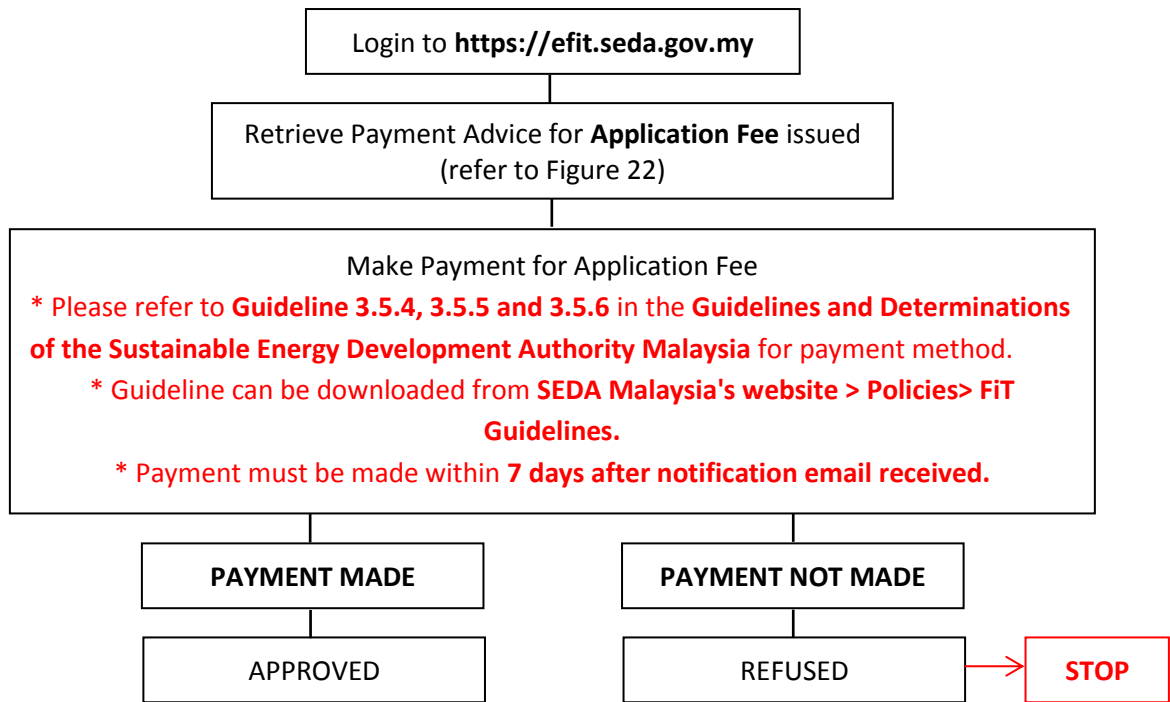 Login to https://efit.seda.gov.my
Retrieve Payment Advice for Application Fee issued
(refer to Figure 22)
Make Payment for Application Fee
* Please refer to Guideline 3.5.4, 3.5.5 and 3.5.6 in the Guidelines and Determinations
of the Sustainable Energy Development Authority Malaysia for payment method.
* Guideline can be downloaded from SEDA Malaysia's website > Policies> FiT
Guidelines.
* Payment must be made within 7 days after notification email received.
PAYMENT MADE
PAYMENT NOT MADE
APPROVED
REFUSED
STOP